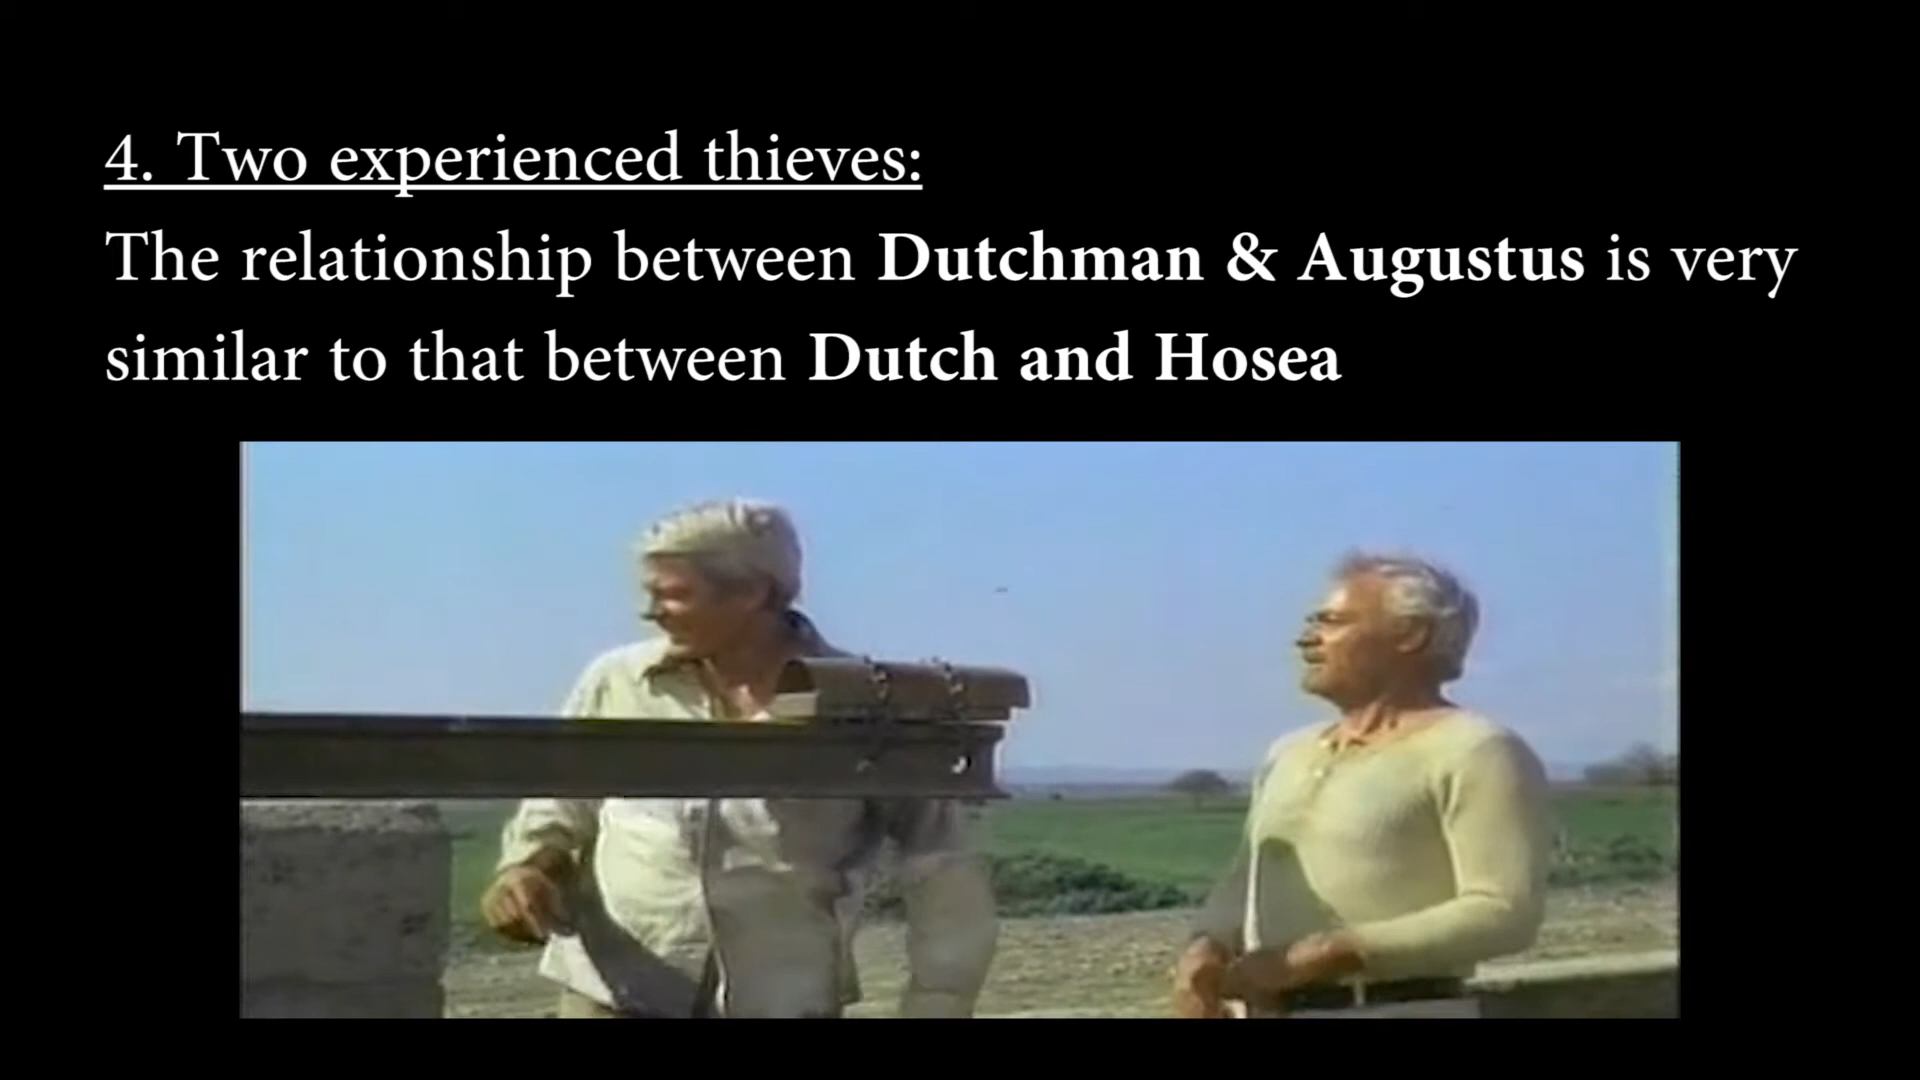 4. Two experienced thieves:
The relationship between Dutchman & Augustus is very
similar to that between Dutch and Hosea